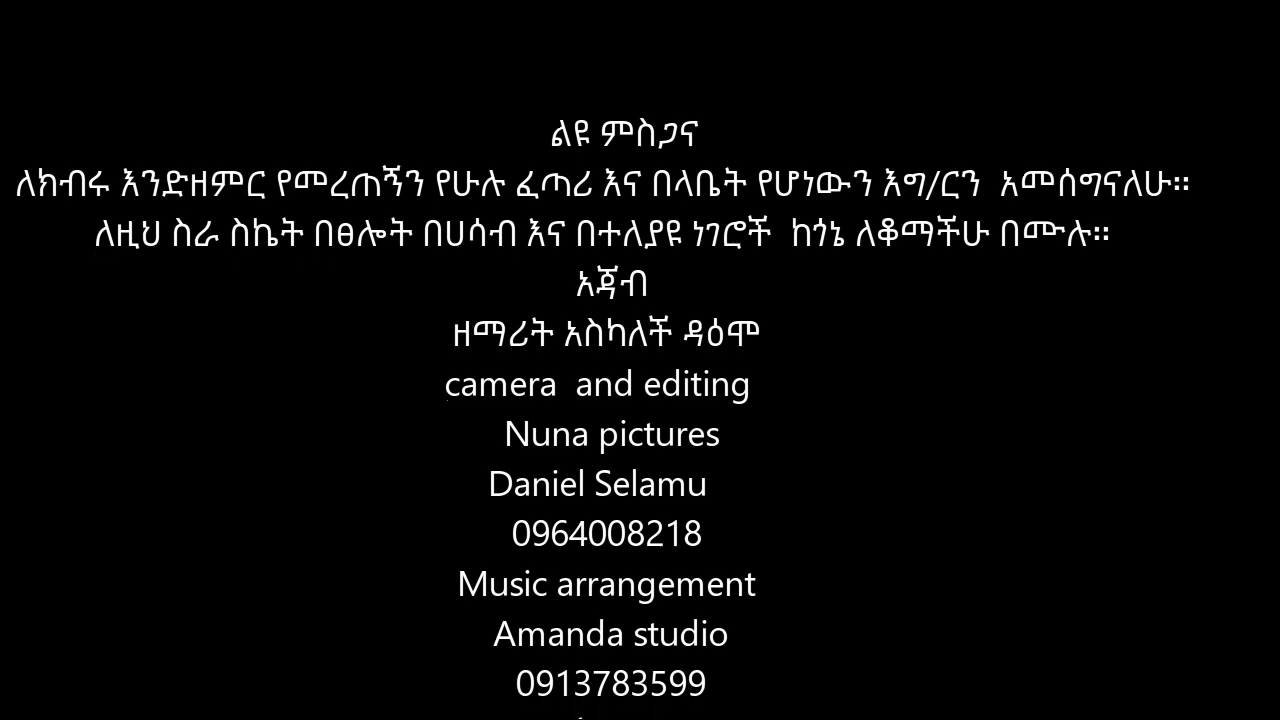 ልዩ ምስጋና
ለክብሩ እንድዘምር የመረጠኝን የሁሉ ፈጣሪ እና በላቤት የሆነውን እግ/ርን አመሰግናለሁ፡፡
ለዚህ ስራ ስኬት በፀሎት በሀሳብ እና በተለያዩ ነገሮች ከጎኔ ለቆማችሁ በሙሉ፡፡
አጃብ
ዘማሪት አስካለች ዳዕሞ
camera and editing
Nuna pictures
Daniel Selamu
0964008218
Music arrangement
Amanda studio
0913783599